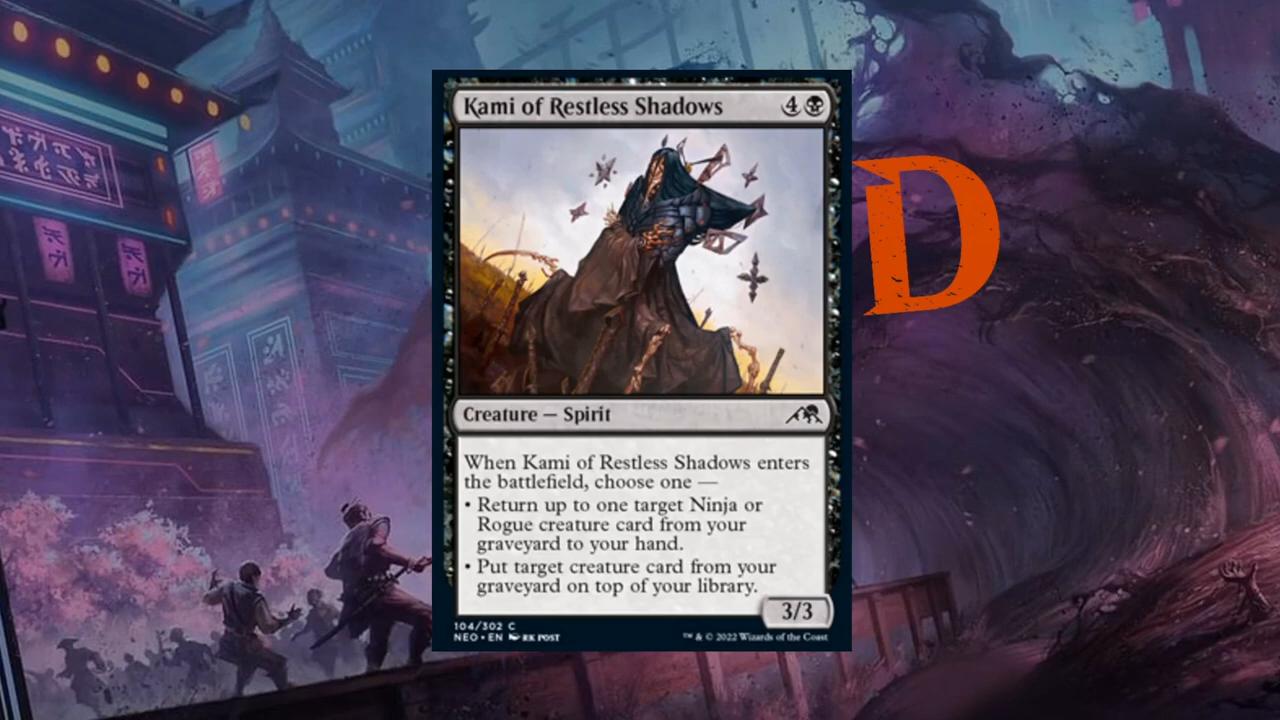 Kami of Restless Shadows 4
D
Creature — Spirit
When Kami of Restless Shadows enters
the battlefield, choose one —
• Return up to one target Ninja or
Rogue creature card from your
graveyard to your hand.
• Put target creature card from your
graveyard on top of your library.
3/3
104/302 C
NEO • EN RK POST
™ & © 2022 Wizards of the Coast